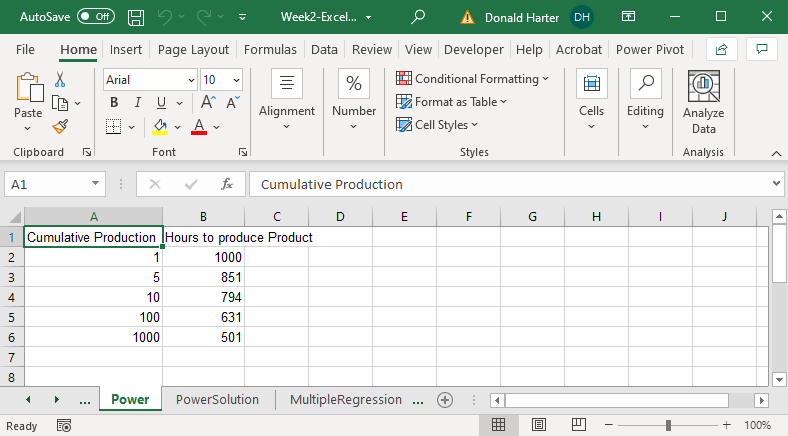 AutoSave Off Week2-Excel... Donald Harter DH
File Home Insert Page Layout Formulas Data Review View Developer Help Acrobat Power Pivot
Paste
Clipboard
Arial 10
B I U A A
A
Font
Alignment
%
Number
Conditional Formatting
Format as Table
Cell Styles
Styles
Cells
Editing
Analyze
Data
Analysis
A1 fx Cumulative Production
A B C D E F G H I J
1 Cumulative Production Hours to produce Product
2 1 1000
3 5 851
4 10 794
5 100 631
6 1000 501
7
8
... Power PowerSolution MultipleRegression ...
Ready 100%